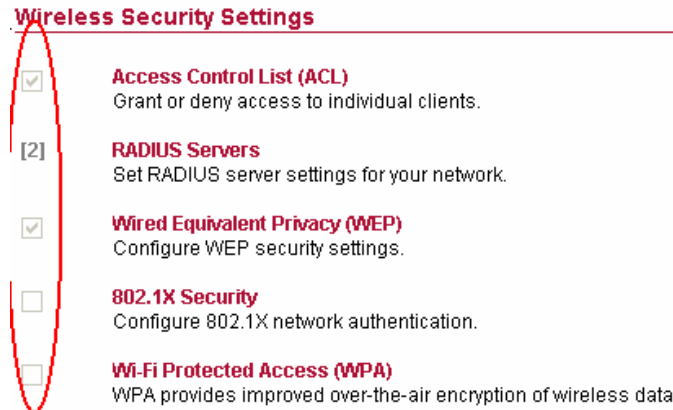 Wireless Security Settings
Access Control List (ACL)
Grant or deny access to individual clients.
[2] RADIUS Servers
Set RADIUS server settings for your network.
Wired Equivalent Privacy (WEP)
Configure WEP security settings.
802.1X Security
Configure 802.1X network authentication.
Wi-Fi Protected Access (WPA)
WPA provides improved over-the-air encryption of wireless data